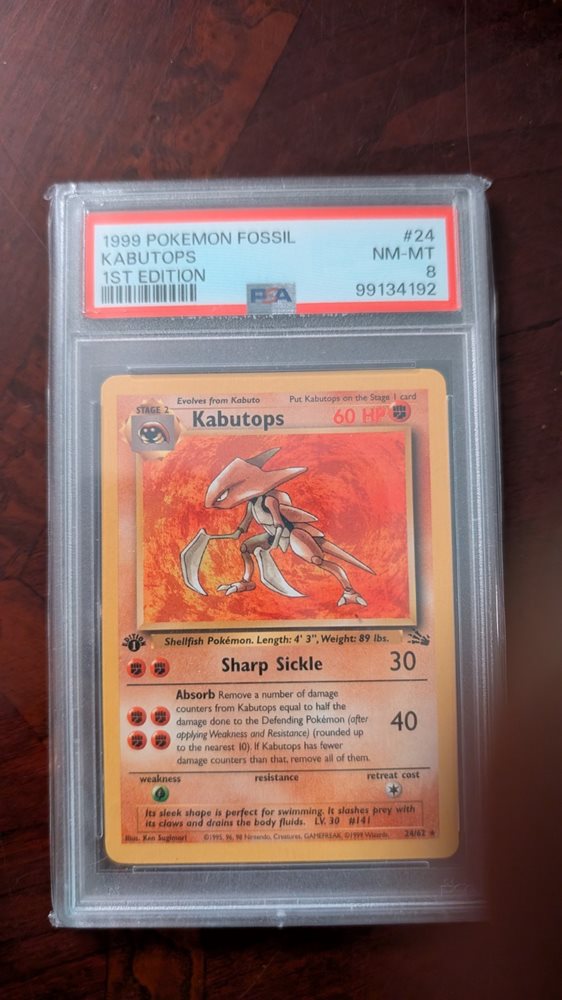 1999 POKEMON FOSSIL #24
KABUTOPS NM-MT
1ST EDITION 8
PSA 99134192
Evolves from Kabuto Put Kabutops on the Stage 1 card
STAGE 2
Kabutops 60 HP
EDITION 1
Shellfish Pokémon. Length: 4' 3", Weight: 89 lbs.
Sharp Sickle 30
Absorb Remove a number of damage
counters from Kabutops equal to half the
damage done to the Defending Pokémon (after
applying Weakness and Resistance) (rounded up
to the nearest 10). If Kabutops has fewer
damage counters than that, remove all of them.
40
weakness resistance retreat cost
Its sleek shape is perfect for swimming. It slashes prey with
its claws and drains the body fluids. LV. 30 #141
Illus. Ken Sugimori ©1995, 96, 98 Nintendo, Creatures, GAMEFREAK. ©1999 Wizards. 24/62 ★